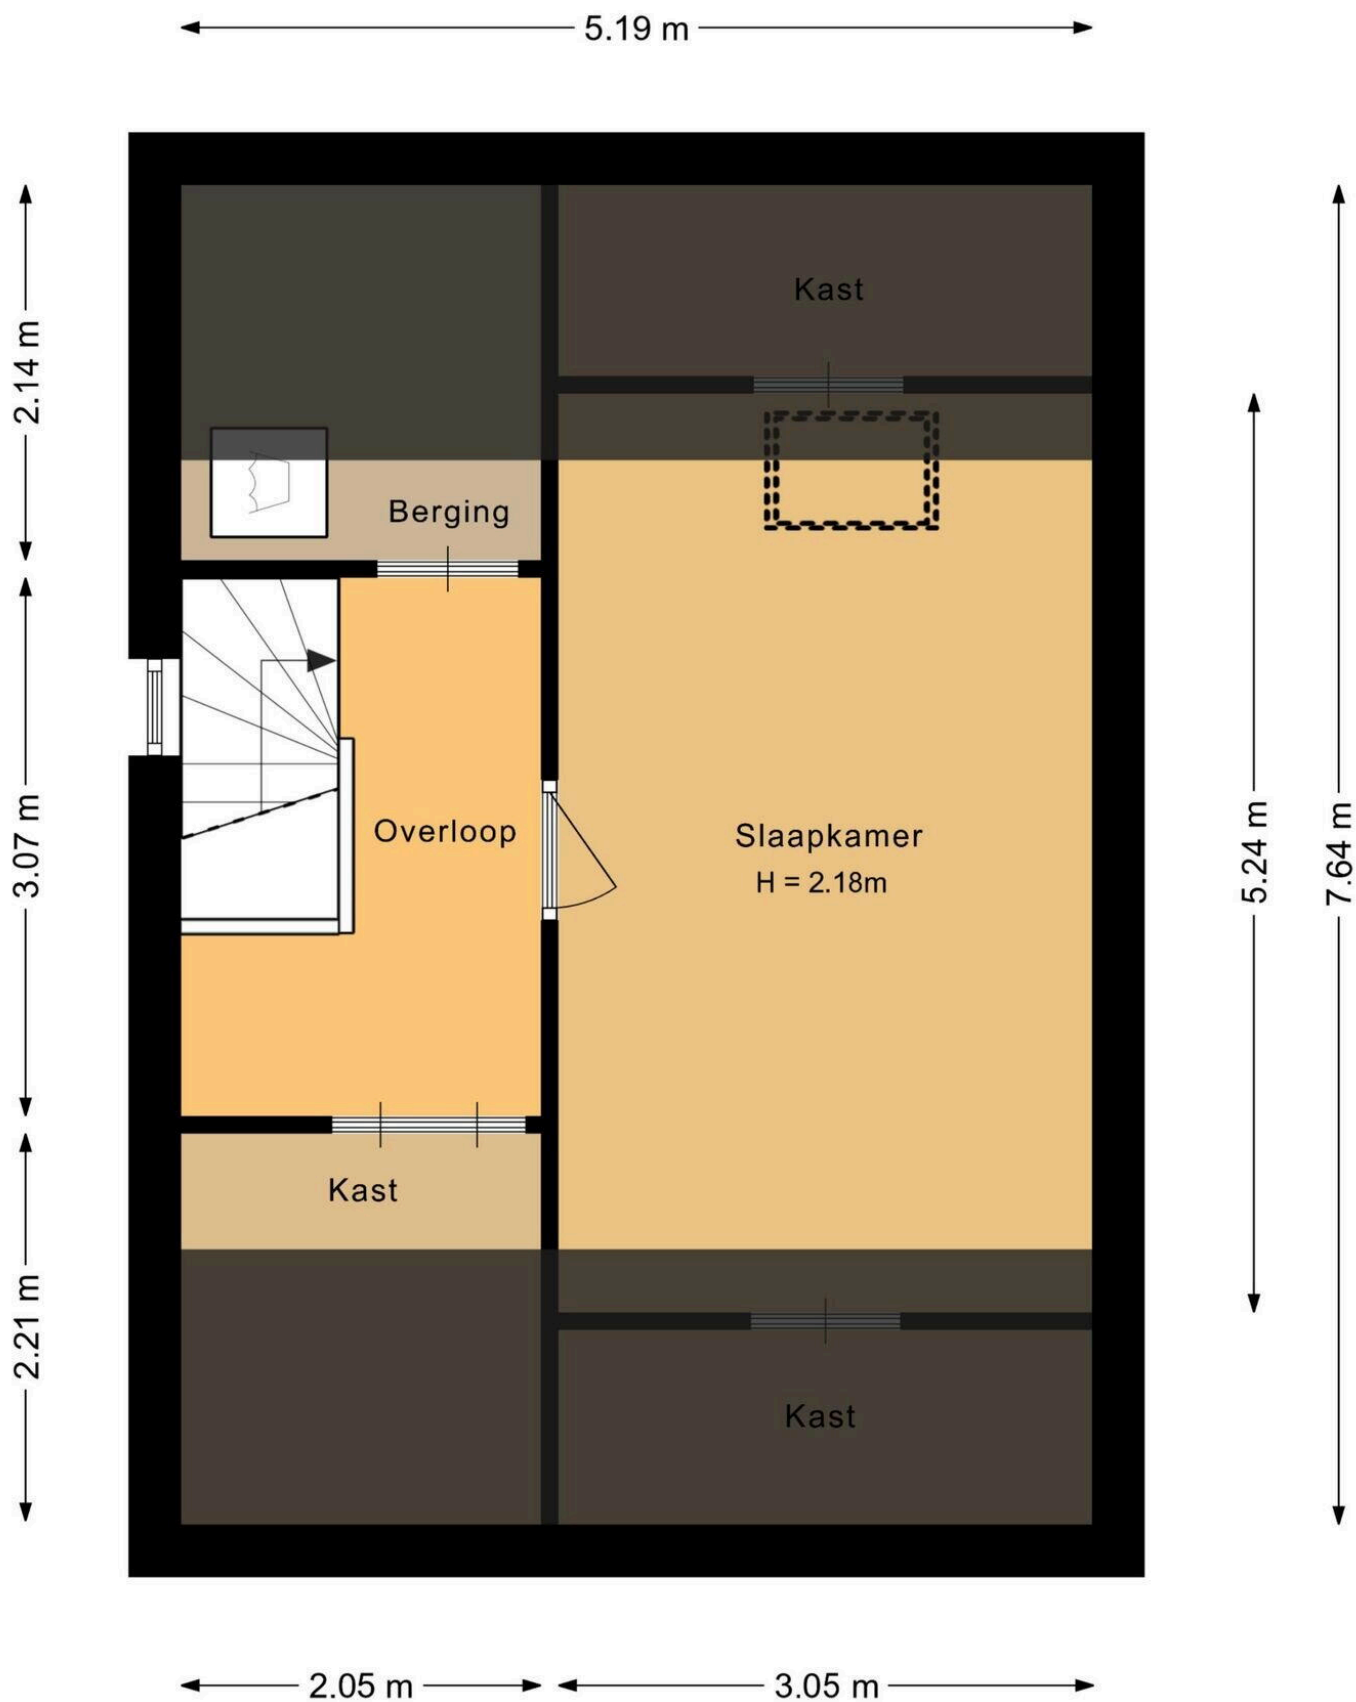 5.19 m
Kast
2.14 m
Berging
3.07 m
Overloop
Slaapkamer
H = 2.18m
5.24 m
7.64 m
Kast
2.21 m
Kast
2.05 m
3.05 m